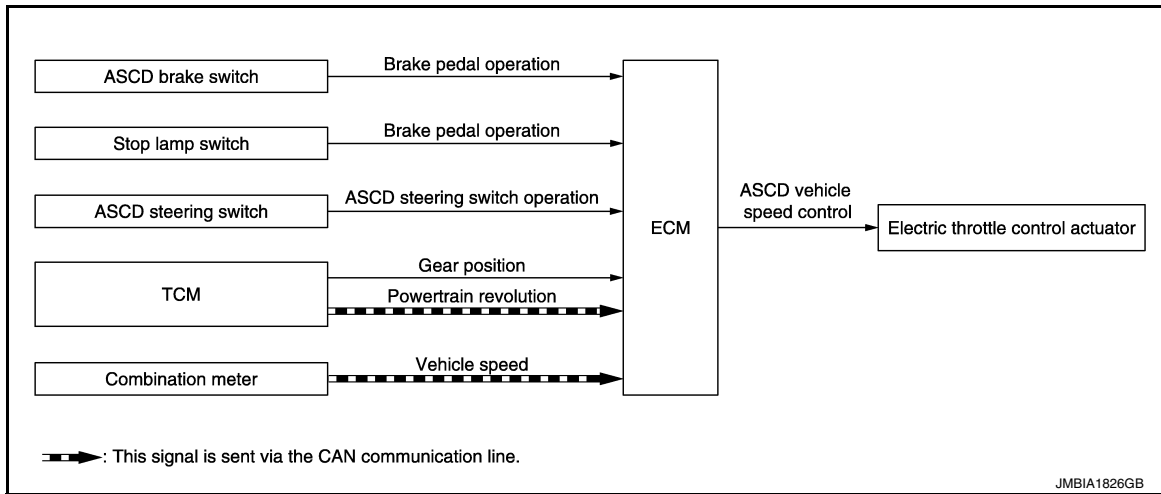 ASCD brake switch
Brake pedal operation
Stop lamp switch
Brake pedal operation
ASCD steering switch
ASCD steering switch operation
TCM
Gear position
Powertrain revolution
Combination meter
Vehicle speed
ECM
ASCD vehicle
speed control
Electric throttle control actuator
: This signal is sent via the CAN communication line.
JMBIA1826GB